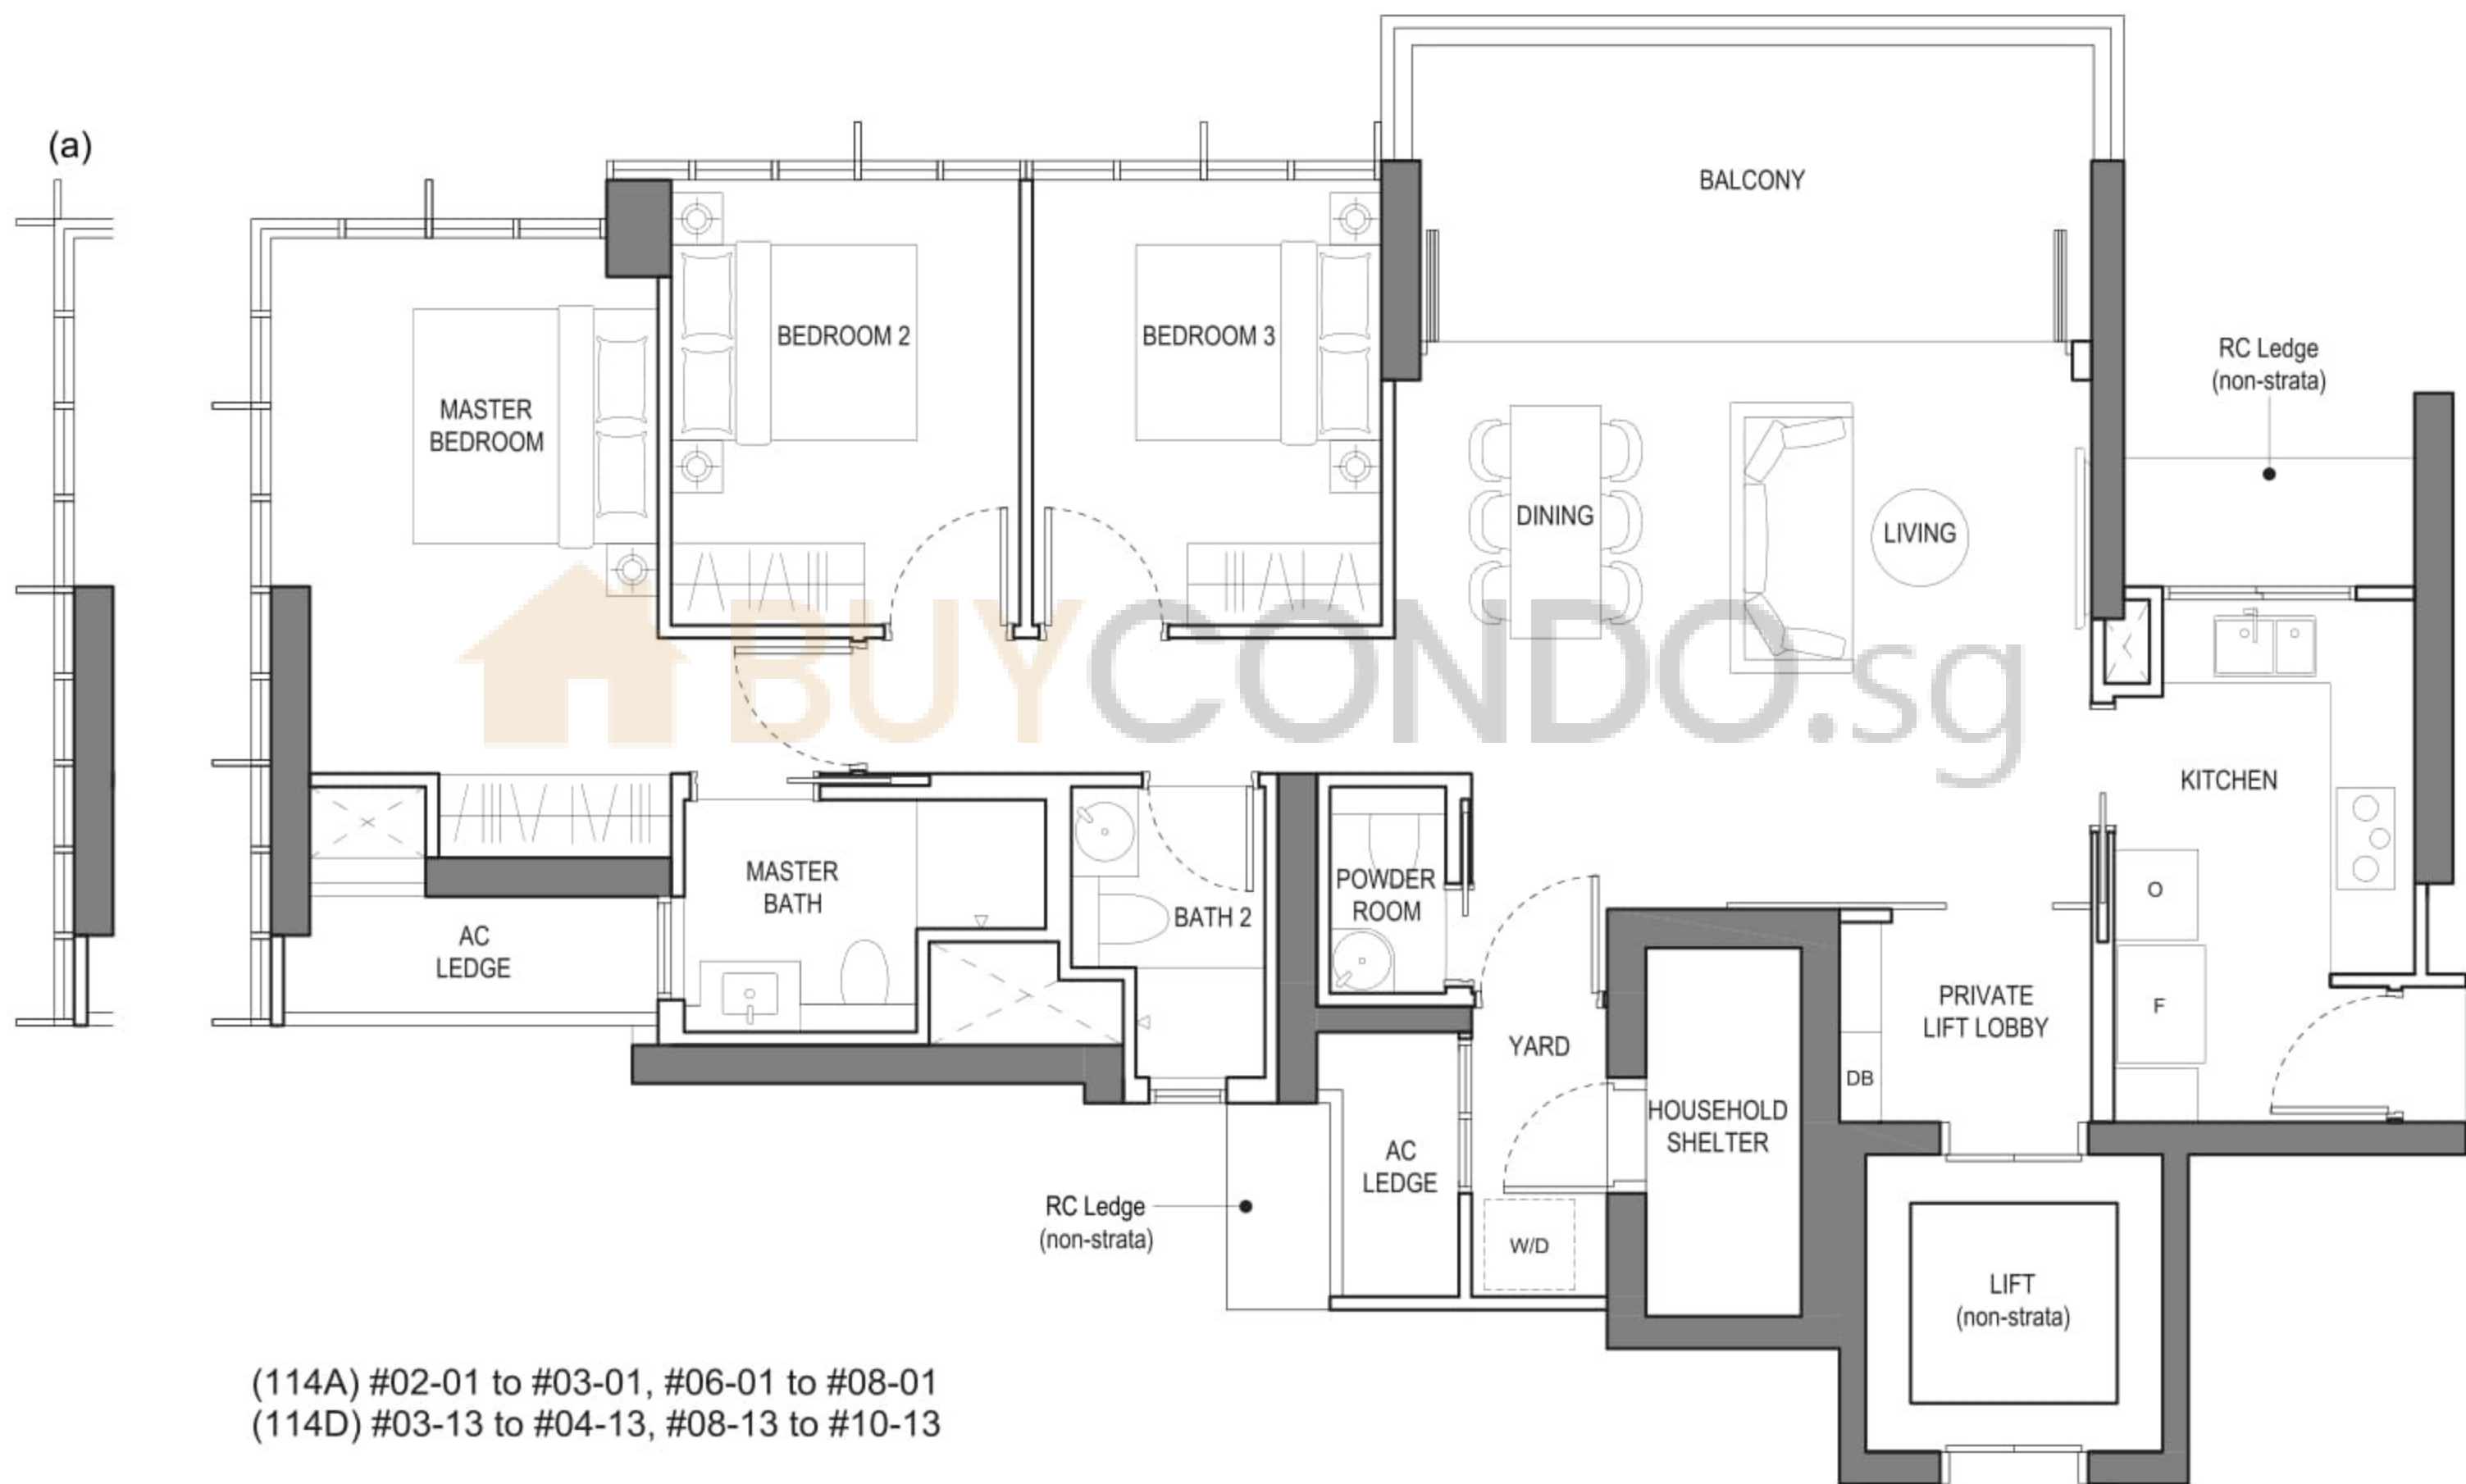 (a)
BALCONY
BEDROOM 2
BEDROOM 3
RC Ledge
(non-strata)
MASTER
BEDROOM
DINING
LIVING
BUYCONDO.sg
KITCHEN
MASTER
BATH
POWDER
ROOM
BATH 2
O
AC
LEDGE
PRIVATE
LIFT LOBBY
F
YARD
DB
HOUSEHOLD
SHELTER
AC
LEDGE
RC Ledge
(non-strata)
W/D
LIFT
(non-strata)
(114A) #02-01 to #03-01, #06-01 to #08-01
(114D) #03-13 to #04-13, #08-13 to #10-13